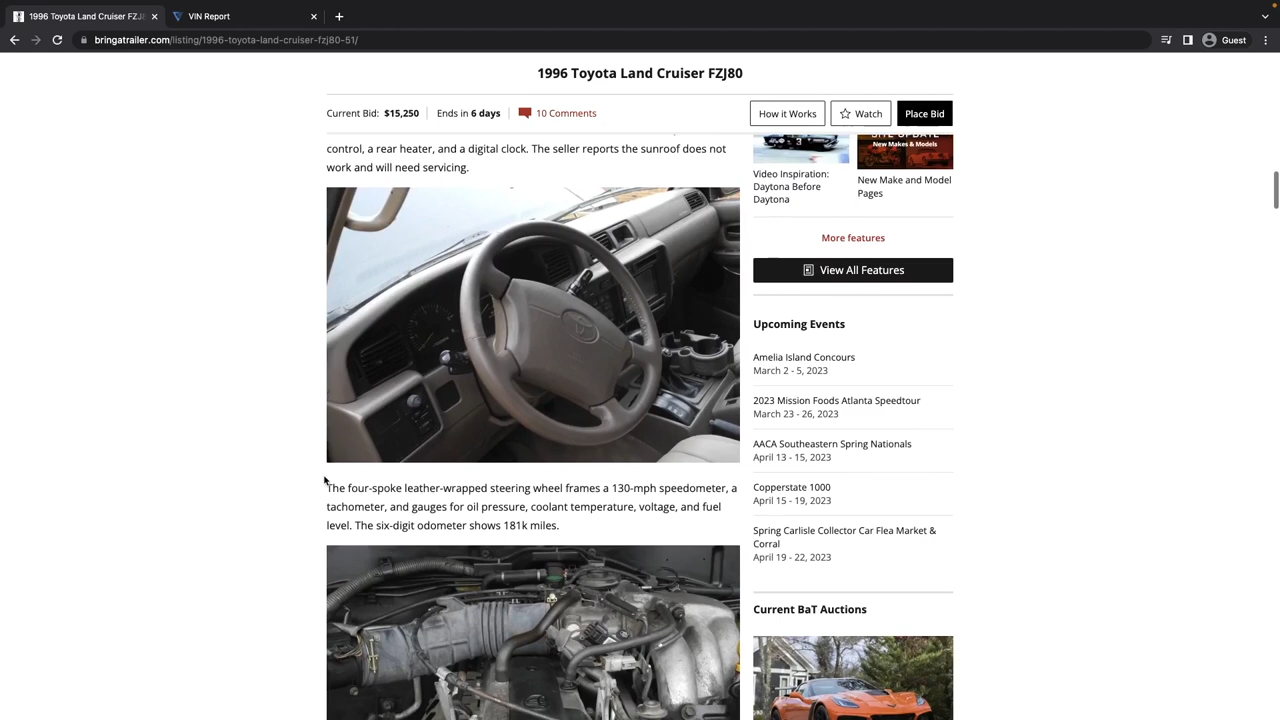 1996 Toyota Land Cruiser FZJ8
VIN Report
bringatrailer.com/listing/1996-toyota-land-cruiser-fzj80-51/
Guest
1996 Toyota Land Cruiser FZJ80
Current Bid: $15,250
Ends in 6 days
10 Comments
How it Works
Watch
Place Bid
control, a rear heater, and a digital clock. The seller reports the sunroof does not
work and will need servicing.
The four-spoke leather-wrapped steering wheel frames a 130-mph speedometer, a
tachometer, and gauges for oil pressure, coolant temperature, voltage, and fuel
level. The six-digit odometer shows 181k miles.
3
Video Inspiration:
Daytona Before
Daytona
SITE UPDATE
New Makes & Models
New Make and Model
Pages
More features
View All Features
Upcoming Events
Amelia Island Concours
March 2 - 5, 2023
2023 Mission Foods Atlanta Speedtour
March 23 - 26, 2023
AACA Southeastern Spring Nationals
April 13 - 15, 2023
Copperstate 1000
April 15 - 19, 2023
Spring Carlisle Collector Car Flea Market &
Corral
April 19 - 22, 2023
Current BaT Auctions